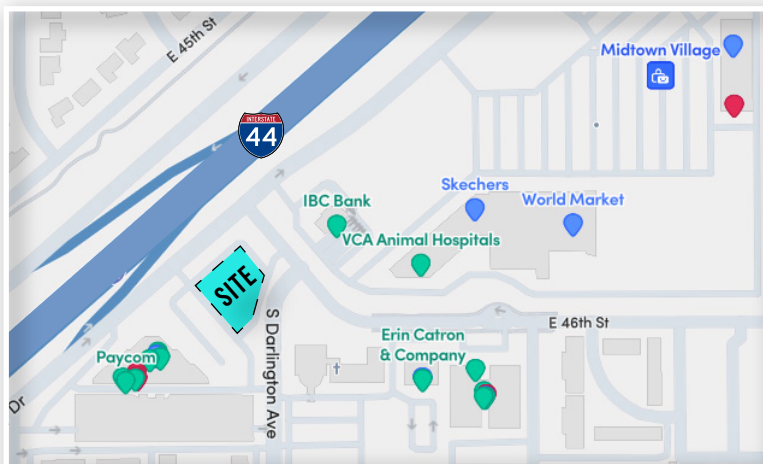 E 45th St
Midtown Village
INTERSTATE
44
Skechers
IBC Bank
World Market
VCA Animal Hospitals
SITE
S Darlington Ave
E 46th St
Erin Catron
& Company
Paycom
Dr